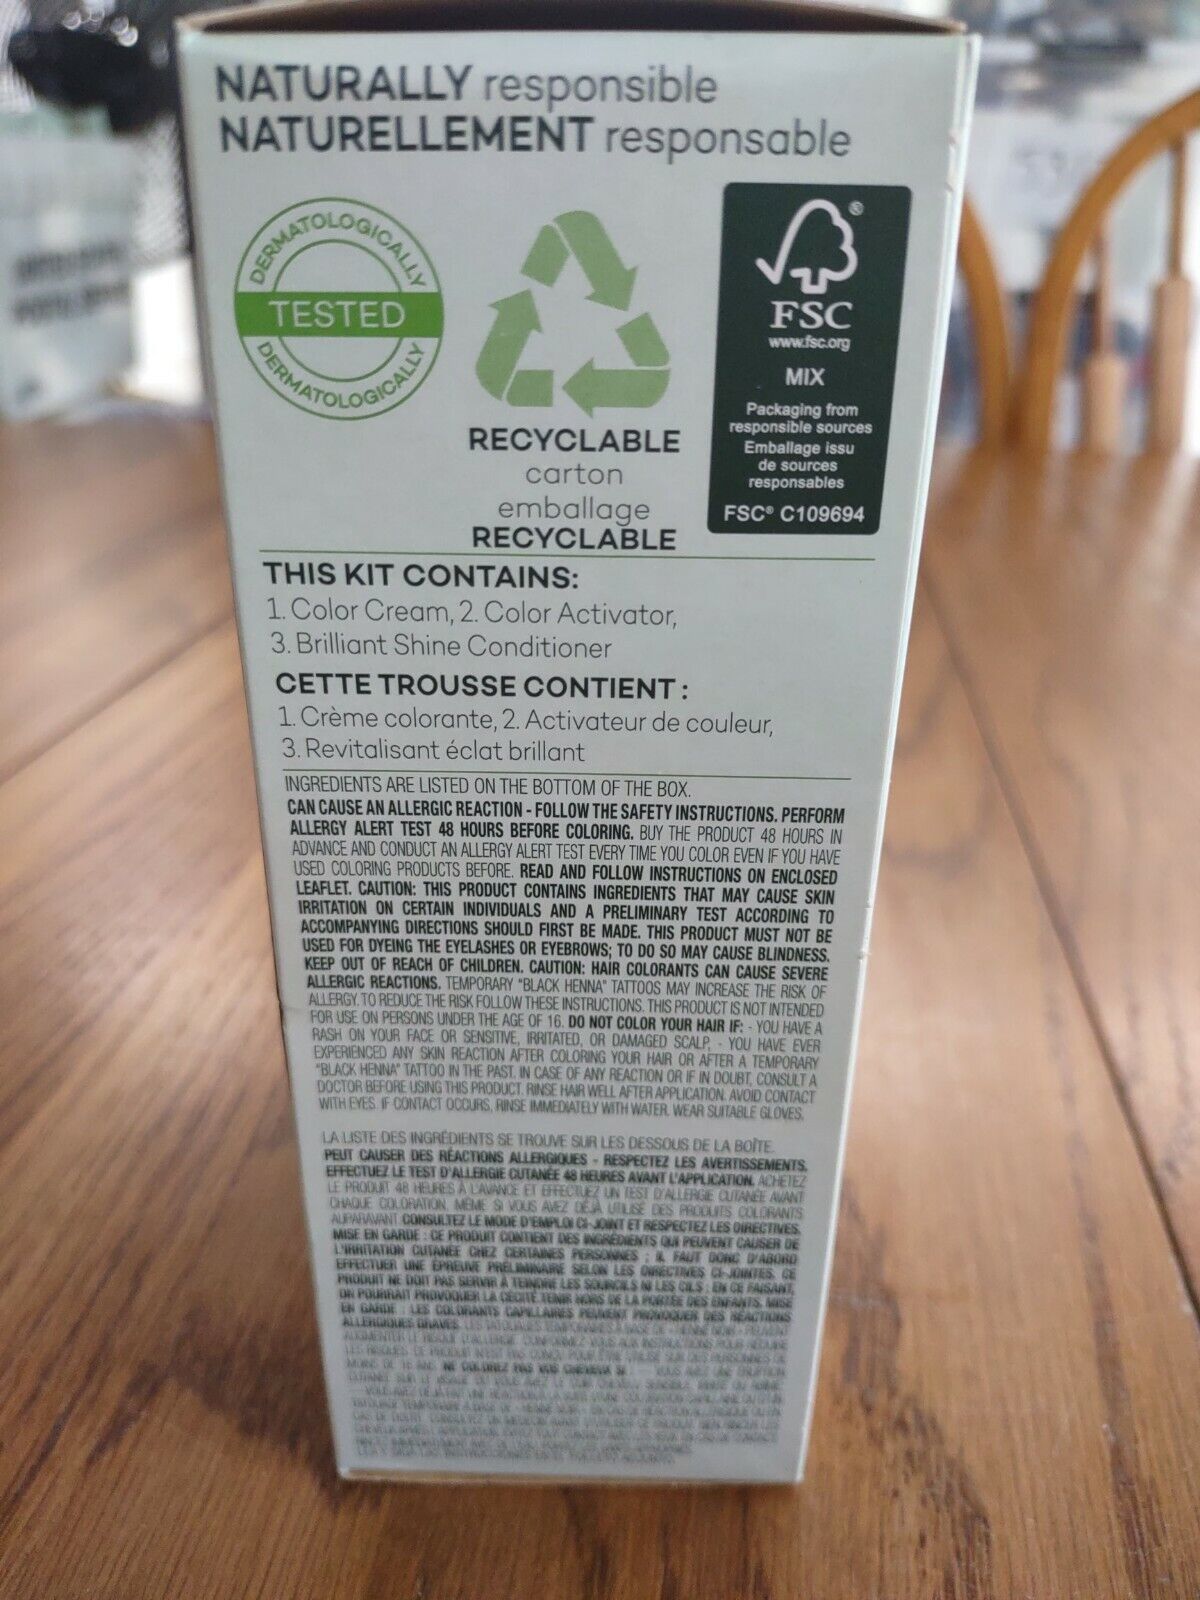 NATURALLY responsible
NATURELLEMENT responsable
DERMATOLOGICALLY
TESTED
DERMATOLOGICALLY
RECYCLABLE
carton
emballage
RECYCLABLE
®
FSC
www.fsc.org
MIX
Packaging from
responsible sources
Emballage issu
de sources
responsables
FSC® C109694
THIS KIT CONTAINS:
1. Color Cream, 2. Color Activator,
3. Brilliant Shine Conditioner
CETTE TROUSSE CONTIENT :
1. Crème colorante, 2. Activateur de couleur,
3. Revitalisant éclat brillant
INGREDIENTS ARE LISTED ON THE BOTTOM OF THE BOX.
CAN CAUSE AN ALLERGIC REACTION - FOLLOW THE SAFETY INSTRUCTIONS. PERFORM
ALLERGY ALERT TEST 48 HOURS BEFORE COLORING. BUY THE PRODUCT 48 HOURS IN
ADVANCE AND CONDUCT AN ALLERGY ALERT TEST EVERY TIME YOU COLOR EVEN IF YOU HAVE
USED COLORING PRODUCTS BEFORE. READ AND FOLLOW INSTRUCTIONS ON ENCLOSED
LEAFLET. CAUTION: THIS PRODUCT CONTAINS INGREDIENTS THAT MAY CAUSE SKIN
IRRITATION ON CERTAIN INDIVIDUALS AND A PRELIMINARY TEST ACCORDING TO
ACCOMPANYING DIRECTIONS SHOULD FIRST BE MADE. THIS PRODUCT MUST NOT BE
USED FOR DYEING THE EYELASHES OR EYEBROWS; TO DO SO MAY CAUSE BLINDNESS.
KEEP OUT OF REACH OF CHILDREN. CAUTION: HAIR COLORANTS CAN CAUSE SEVERE
ALLERGIC REACTIONS. TEMPORARY "BLACK HENNA" TATTOOS MAY INCREASE THE RISK OF
ALLERGY. TO REDUCE THE RISK FOLLOW THESE INSTRUCTIONS. THIS PRODUCT IS NOT INTENDED
FOR USE ON PERSONS UNDER THE AGE OF 16. DO NOT COLOR YOUR HAIR IF: - YOU HAVE A
RASH ON YOUR FACE OR SENSITIVE, IRRITATED, OR DAMAGED SCALP, - YOU HAVE EVER
EXPERIENCED ANY SKIN REACTION AFTER COLORING YOUR HAIR OR AFTER A TEMPORARY
"BLACK HENNA" TATTOO IN THE PAST. IN CASE OF ANY REACTION OR IF IN DOUBT, CONSULT A
DOCTOR BEFORE USING THIS PRODUCT. RINSE HAIR WELL AFTER APPLICATION. AVOID CONTACT
WITH EYES. IF CONTACT OCCURS, RINSE IMMEDIATELY WITH WATER. WEAR SUITABLE GLOVES.
LA LISTE DES INGRÉDIENTS SE TROUVE SUR LES DESSOUS DE LA BOÎTE.
PEUT CAUSER DES RÉACTIONS ALLERGIQUES - RESPECTEZ LES AVERTISSEMENTS.
EFFECTUEZ LE TEST D'ALLERGIE CUTANÉE 48 HEURES AVANT L'APPLICATION. ACHETEZ
LE PRODUIT 48 HEURES À L'AVANCE ET EFFECTUEZ UN TEST D'ALLERGIE CUTANÉE AVANT
CHAQUE COLORATION, MÊME SI VOUS AVEZ DÉJÀ UTILISÉ DES PRODUITS COLORANTS
AUPARAVANT. CONSULTEZ LE MODE D'EMPLOI CI-JOINT ET RESPECTEZ LES DIRECTIVES.
MISE EN GARDE : CE PRODUIT CONTIENT DES INGRÉDIENTS QUI PEUVENT CAUSER DE
L'IRRITATION CUTANÉE CHEZ CERTAINES PERSONNES ; IL FAUT DONC D'ABORD
EFFECTUER UNE ÉPREUVE PRÉLIMINAIRE SELON LES DIRECTIVES CI-JOINTES. CE
PRODUIT NE DOIT PAS SERVIR À TEINDRE LES SOURCILS NI LES CILS : EN CE FAISANT,
ON POURRAIT PROVOQUER LA CÉCITÉ. TENIR HORS DE LA PORTÉE DES ENFANTS. MISE
EN GARDE : LES COLORANTS CAPILLAIRES PEUVENT PROVOQUER DES RÉACTIONS
ALLERGIQUES GRAVES.